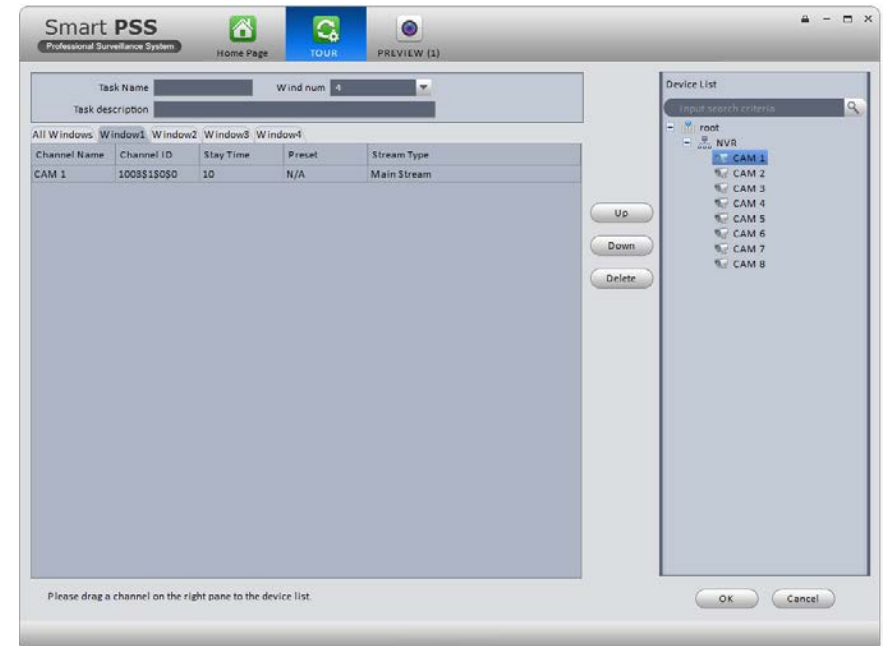 Smart PSS
Professional Surveillance System
Home Page
TOUR
PREVIEW (1)
Task Name
Wind num 4
Task description
All Windows Window1 Window2 Window3 Window4
Channel Name Channel ID Stay Time Preset Stream Type
CAM 1 1003$1$0$0 10 N/A Main Stream
Up
Down
Delete
Device List
Input search criteria
root
NVR
CAM 1
CAM 2
CAM 3
CAM 4
CAM 5
CAM 6
CAM 7
CAM 8
Please drag a channel on the right pane to the device list.
OK Cancel